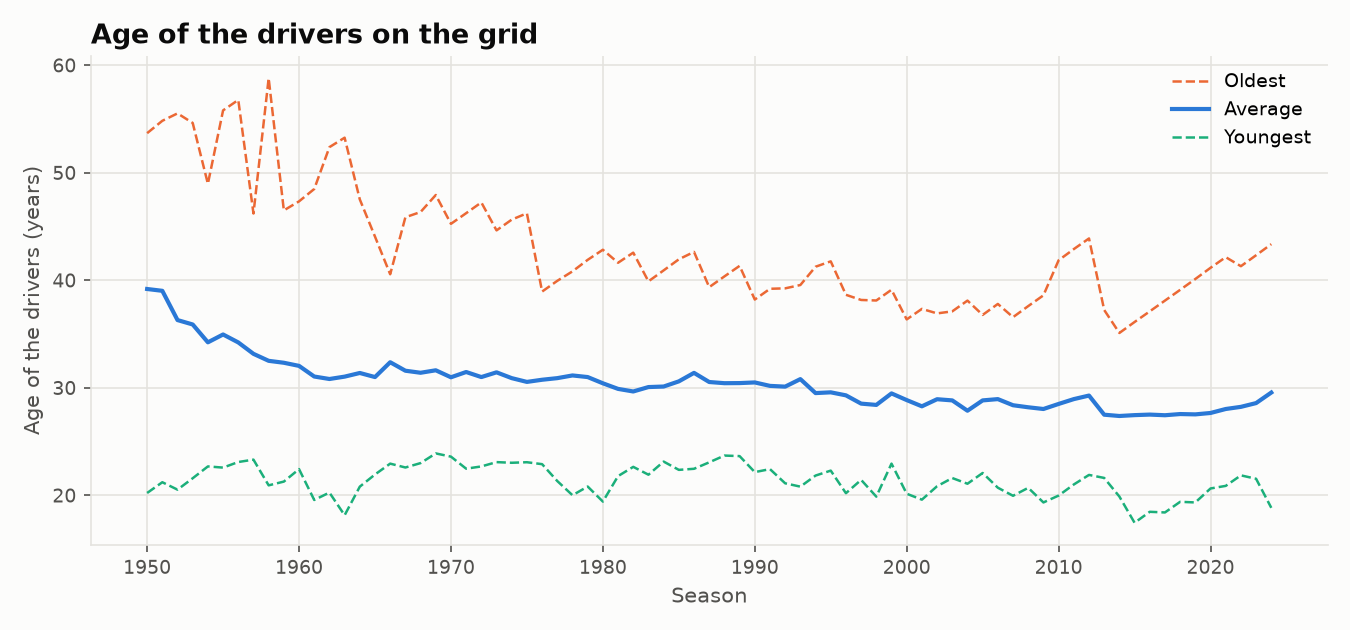 Age of the drivers on the grid
60
50
40
30
20
Age of the drivers (years)
Oldest
Average
Youngest
1950
1960
1970
1980
1990
2000
2010
2020
Season